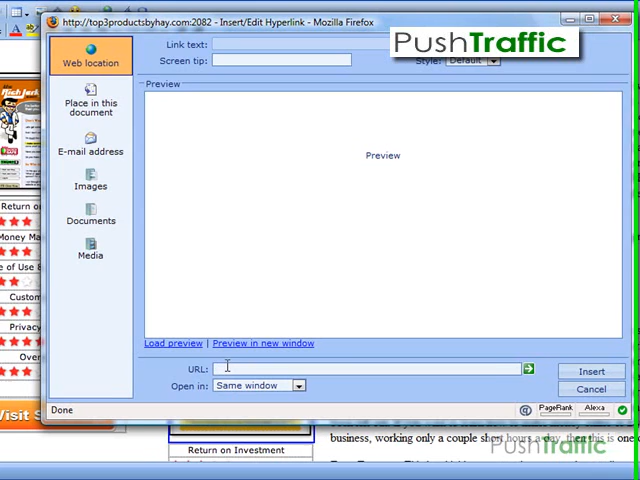 http://top3productsbyhay.com:2082 - Insert/Edit Hyperlink - Mozilla Firefox
PushTraffic
Web location
Link text:
Screen tip:
Style: Default
Preview
Preview
Place in this
document
E-mail address
Images
Documents
Media
Load preview | Preview in new window
URL:
Insert
Open in: Same window
Cancel
Done
PageRank
Alexa
Return on
Money Ma
e of Use &
Custom
Privacy
Over
Visit S
Return on Investment
business, working only a couple short hours a day, then this is one o
PushTraffic